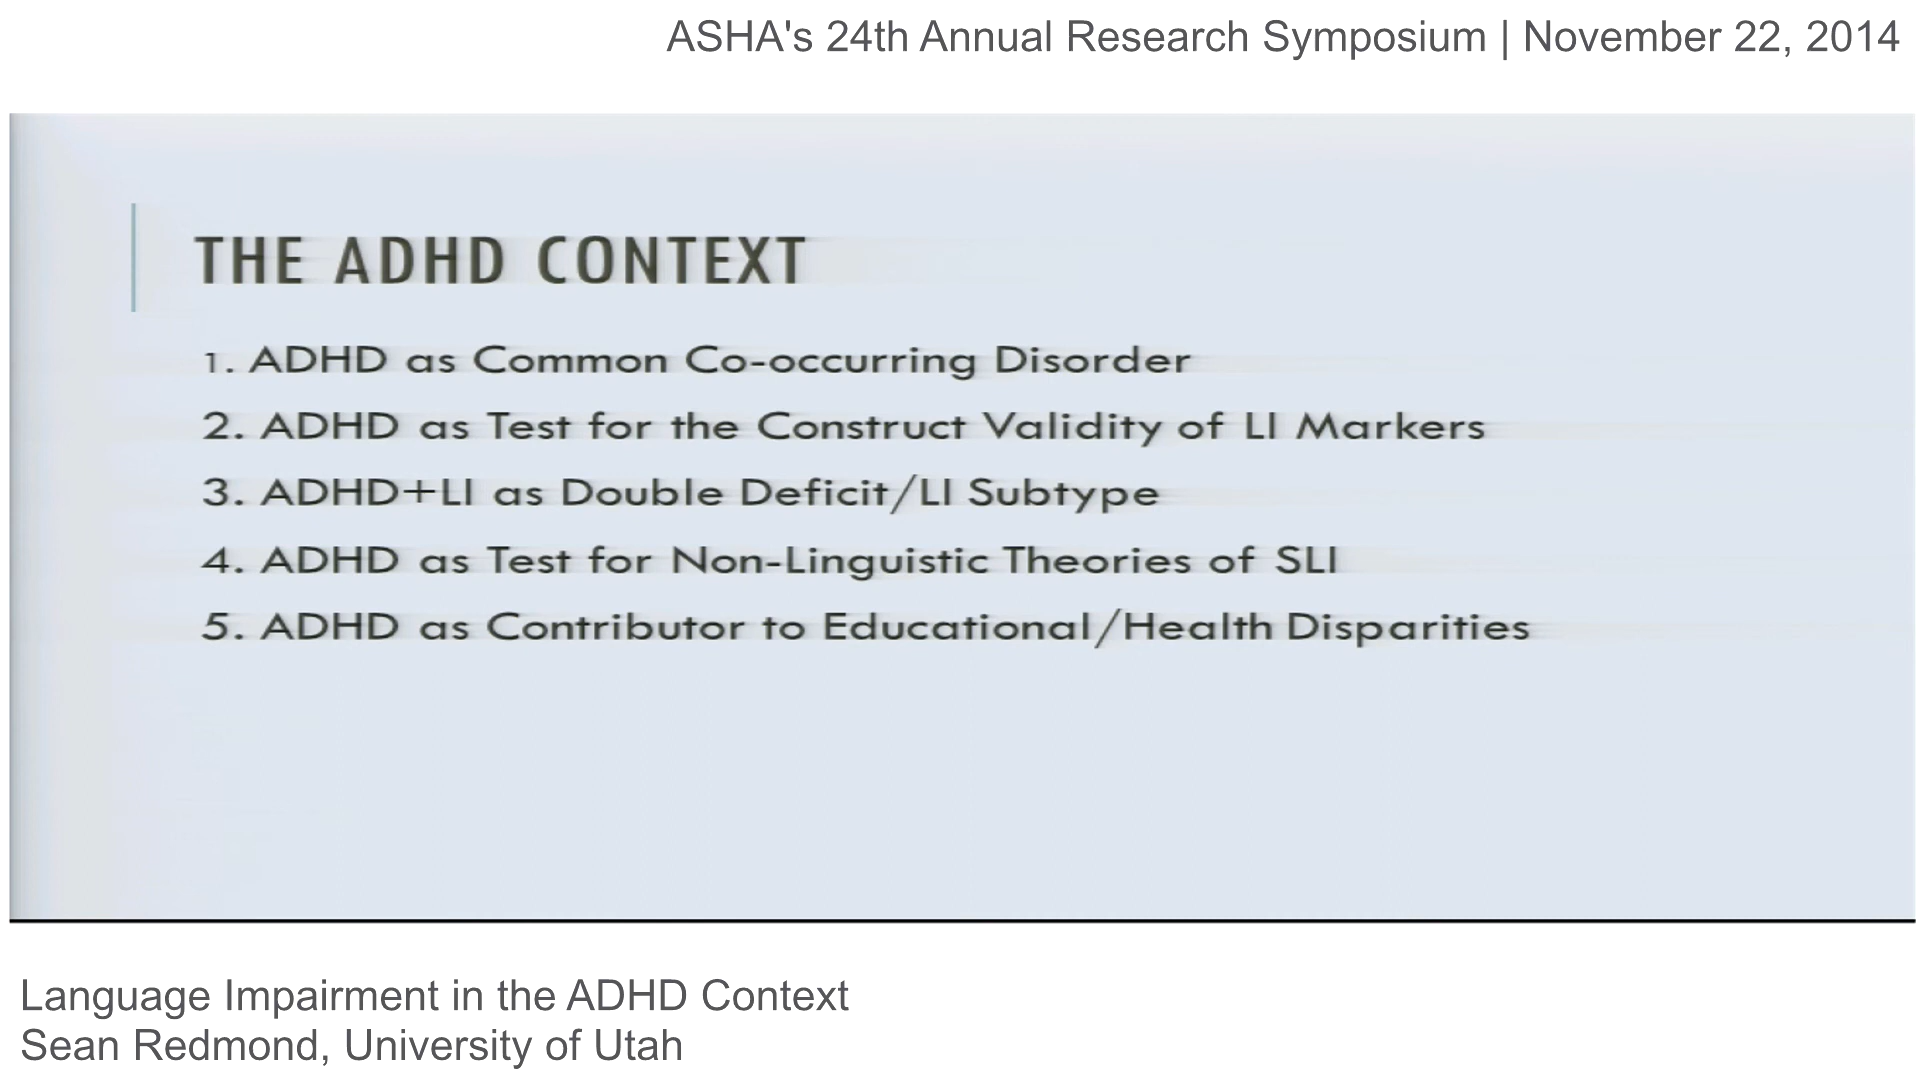 ASHA's 24th Annual Research Symposium | November 22, 2014
THE ADHD CONTEXT
1. ADHD as Common Co-occurring Disorder
2. ADHD as Test for the Construct Validity of LI Markers
3. ADHD+LI as Double Deficit/LI Subtype
4. ADHD as Test for Non-Linguistic Theories of SLI
5. ADHD as Contributor to Educational/Health Disparities
Language Impairment in the ADHD Context
Sean Redmond, University of Utah